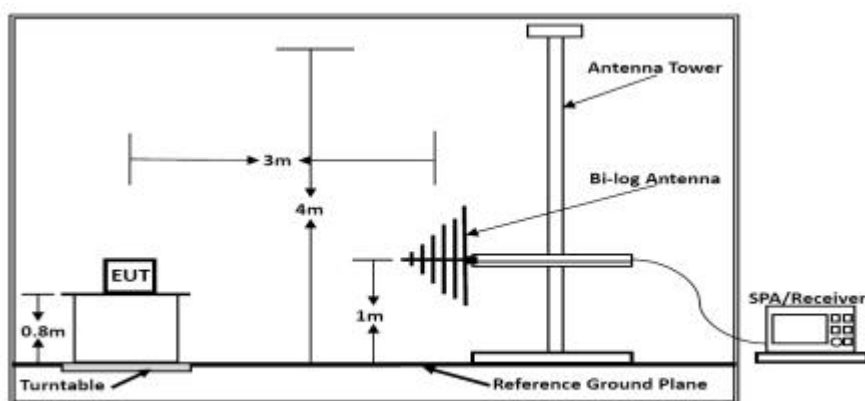 Antenna Tower
3m
Bi-log Antenna
4m
EUT
SPA/Receiver
0.8m
1m
Turntable
Reference Ground Plane